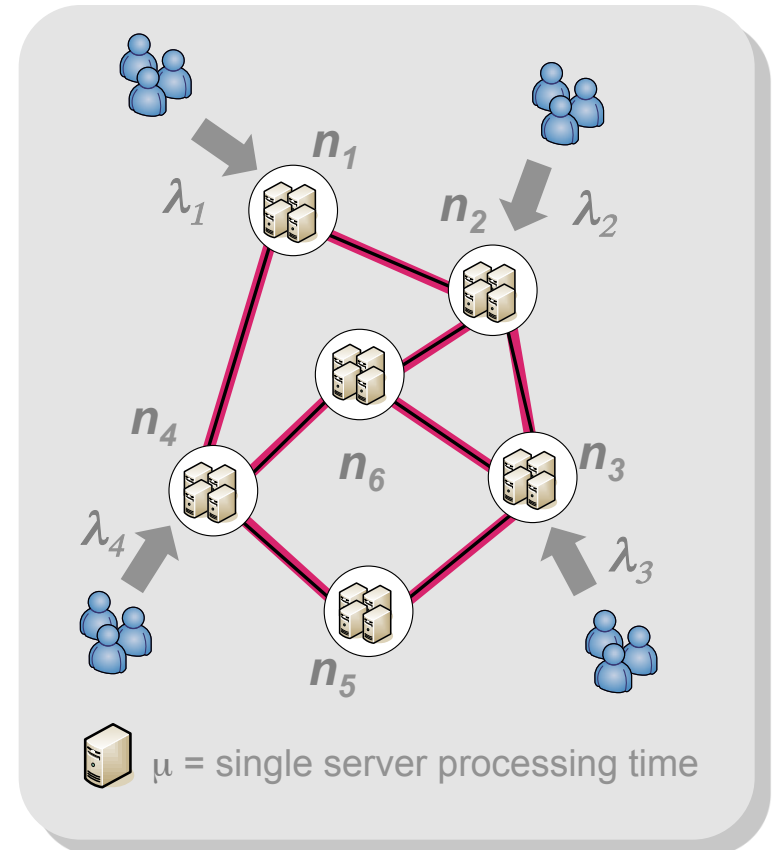 n1
λ1
n2
λ2
n4
n6
n3
λ4
λ3
n5
μ = single server processing time